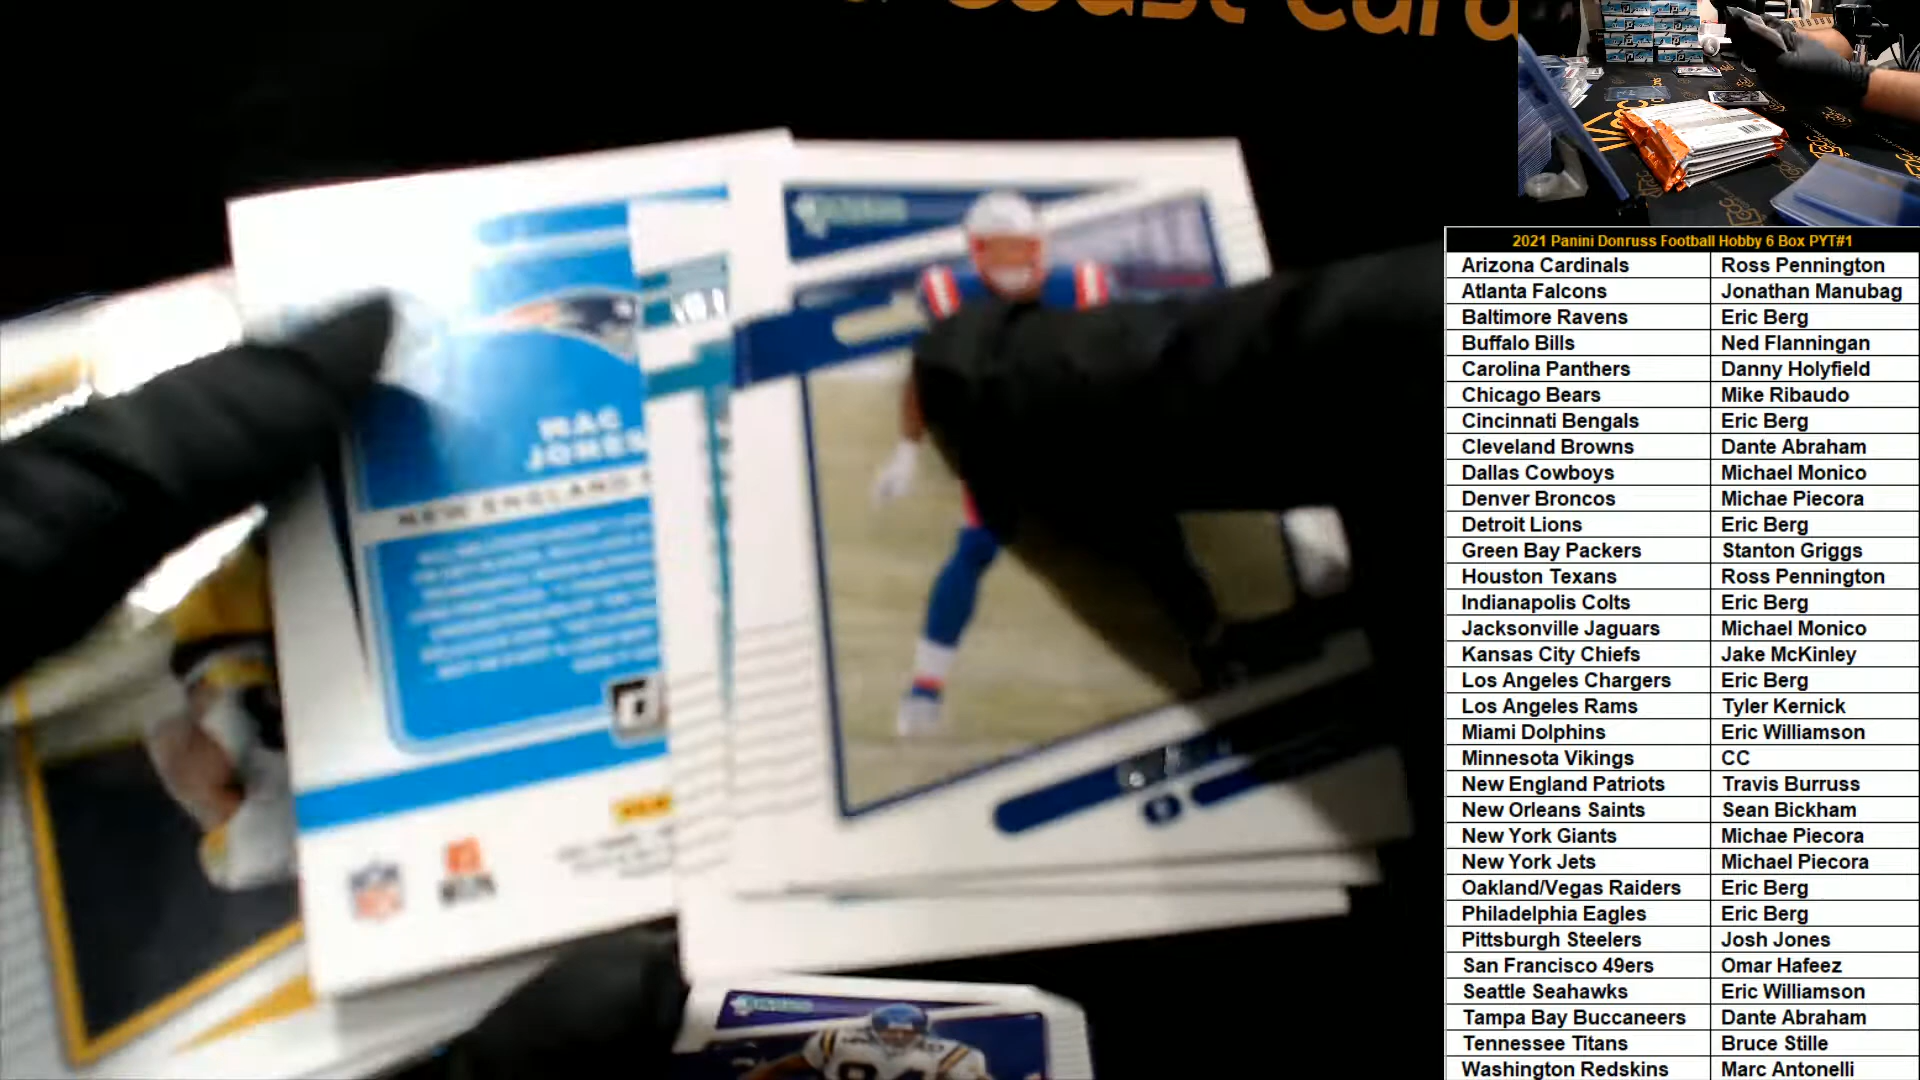 Coast Card
2021 Panini Donruss Football Hobby 6 Box PYT#1
Arizona Cardinals Ross Pennington
Atlanta Falcons Jonathan Manubag
Baltimore Ravens Eric Berg
Buffalo Bills Ned Flanningan
Carolina Panthers Danny Holyfield
Chicago Bears Mike Ribaudo
Cincinnati Bengals Eric Berg
Cleveland Browns Dante Abraham
Dallas Cowboys Michael Monico
Denver Broncos Michae Piecora
Detroit Lions Eric Berg
Green Bay Packers Stanton Griggs
Houston Texans Ross Pennington
Indianapolis Colts Eric Berg
Jacksonville Jaguars Michael Monico
Kansas City Chiefs Jake McKinley
Los Angeles Chargers Eric Berg
Los Angeles Rams Tyler Kernick
Miami Dolphins Eric Williamson
Minnesota Vikings CC
New England Patriots Travis Burruss
New Orleans Saints Sean Bickham
New York Giants Michae Piecora
New York Jets Michael Piecora
Oakland/Vegas Raiders Eric Berg
Philadelphia Eagles Eric Berg
Pittsburgh Steelers Josh Jones
San Francisco 49ers Omar Hafeez
Seattle Seahawks Eric Williamson
Tampa Bay Buccaneers Dante Abraham
Tennessee Titans Bruce Stille
Washington Redskins Marc Antonelli
MAC
JONES
NEW ENGLAND
NFL
84